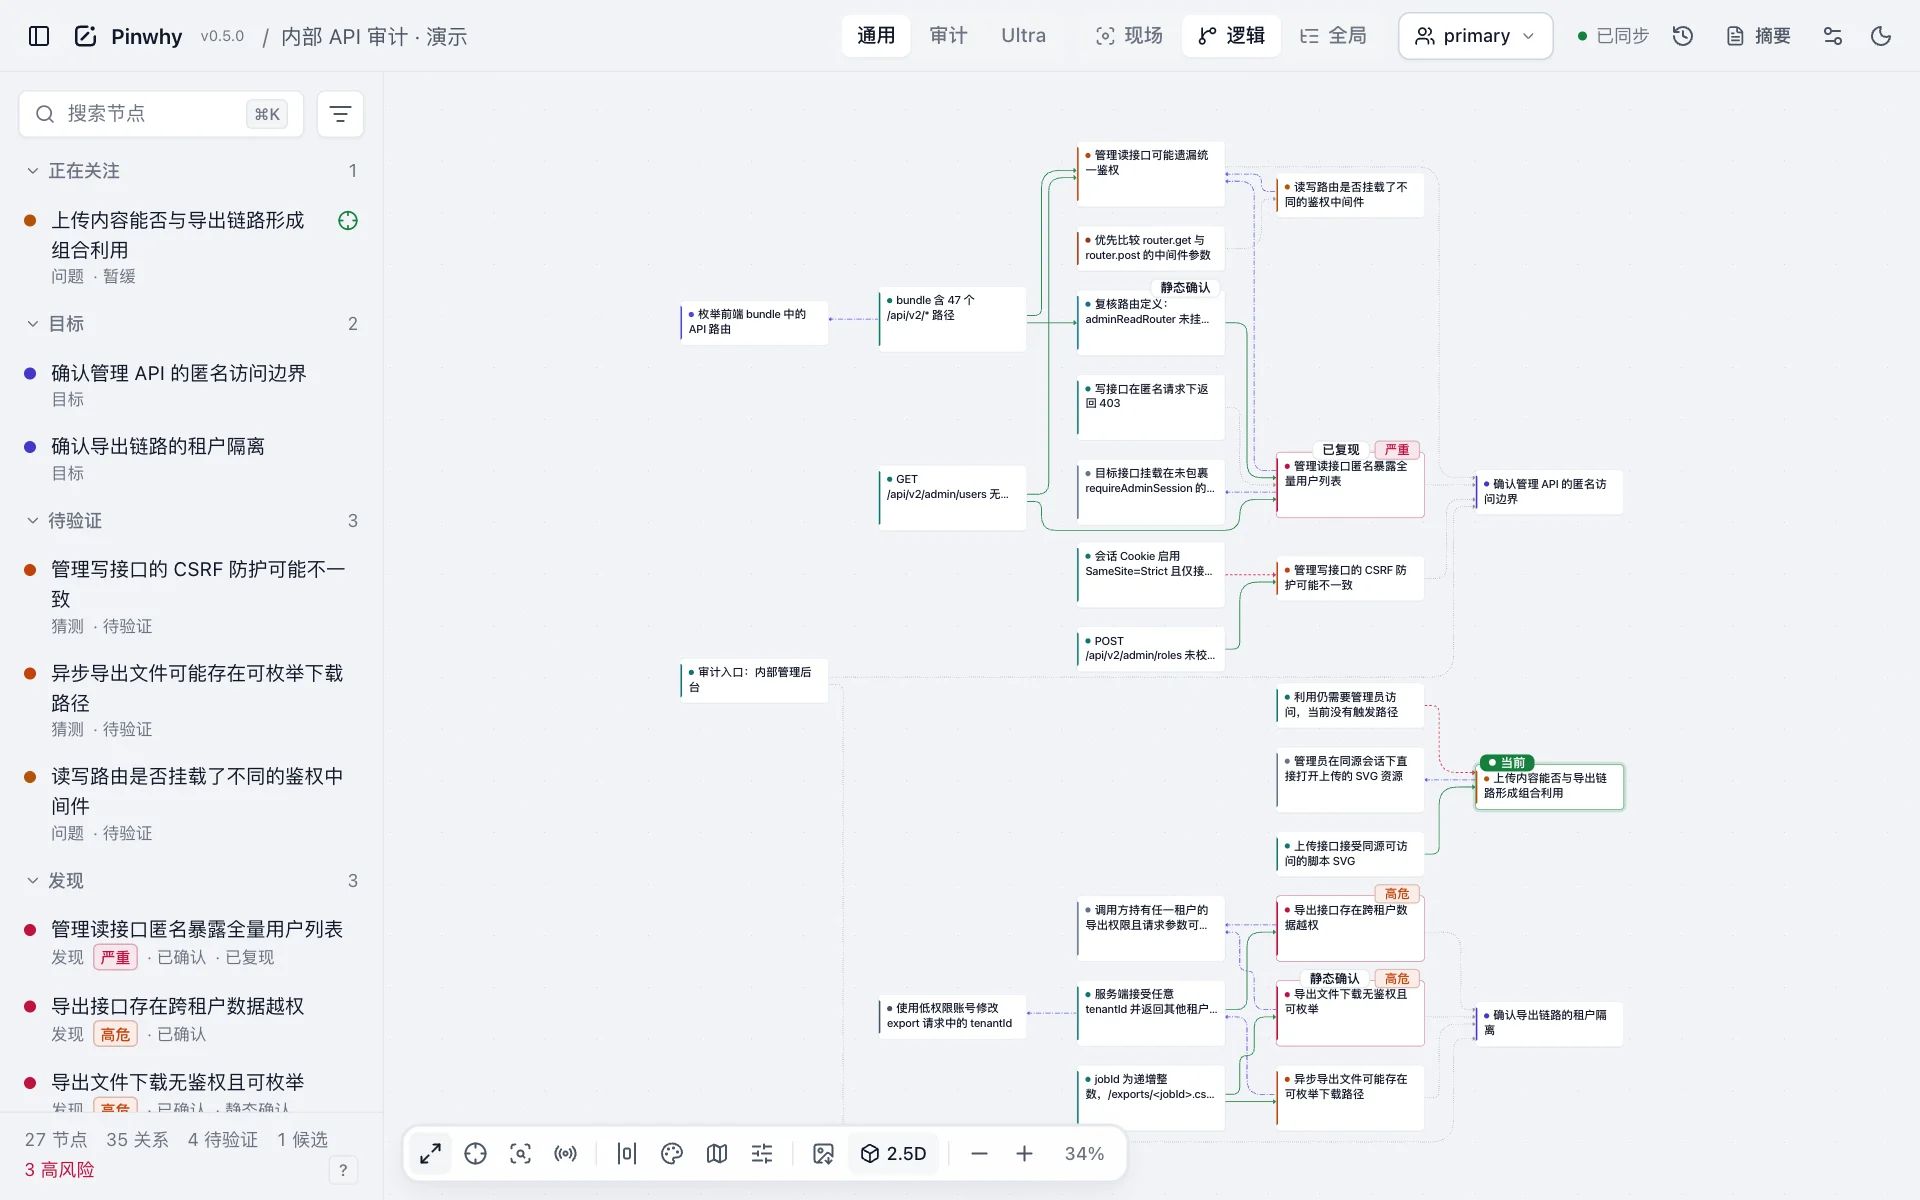 Pinwhy v0.5.0 / 内部 API 审计 · 演示
通用 审计 Ultra 现场 逻辑 全局 primary 已同步 摘要
搜索节点 ⌘K
正在关注 1
上传内容能否与导出链路形成
组合利用
问题 · 暂缓
目标 2
确认管理 API 的匿名访问边界
目标
确认导出链路的租户隔离
目标
待验证 3
管理写接口的 CSRF 防护可能不一
致
猜测 · 待验证
异步导出文件可能存在可枚举下载
路径
猜测 · 待验证
读写路由是否挂载了不同的鉴权中
间件
问题 · 待验证
发现 3
管理读接口匿名暴露全量用户列表
发现 严重 · 已确认 · 已复现
导出接口存在跨租户数据越权
发现 高危 · 已确认
导出文件下载无鉴权且可枚举
发现 高危 · 已确认 · 静态确认
27 节点 35 关系 4 待验证 1 候选
3 高风险 ?
枚举前端 bundle 中的
API 路由
审计入口：内部管理后
台
bundle 含 47 个
/api/v2/* 路径
GET
/api/v2/admin/users 无...
使用低权限账号修改
export 请求中的 tenantId
管理读接口可能遗漏统
一鉴权
优先比较 router.get 与
router.post 的中间件参数
静态确认
复核路由定义：
adminReadRouter 未挂...
写接口在匿名请求下返
回 403
目标接口挂载在未包裹
requireAdminSession 的...
会话 Cookie 启用
SameSite=Strict 且仅接...
POST
/api/v2/admin/roles 未校...
调用方持有任一租户的
导出权限且请求参数可...
服务端接受任意
tenantId 并返回其他租户...
jobId 为递增整
数，/exports/<jobId>.cs...
读写路由是否挂载了不
同的鉴权中间件
已复现 严重
管理读接口匿名暴露全
量用户列表
管理写接口的 CSRF 防
护可能不一致
利用仍需要管理员访
问，当前没有触发路径
管理员在同源会话下直
接打开上传的 SVG 资源
上传接口接受同源可访
问的脚本 SVG
高危
导出接口存在跨租户数
据越权
静态确认 高危
导出文件下载无鉴权且
可枚举
异步导出文件可能存在
可枚举下载路径
确认管理 API 的匿名访
问边界
当前
上传内容能否与导出链
路形成组合利用
确认导出链路的租户隔
离
2.5D 34%